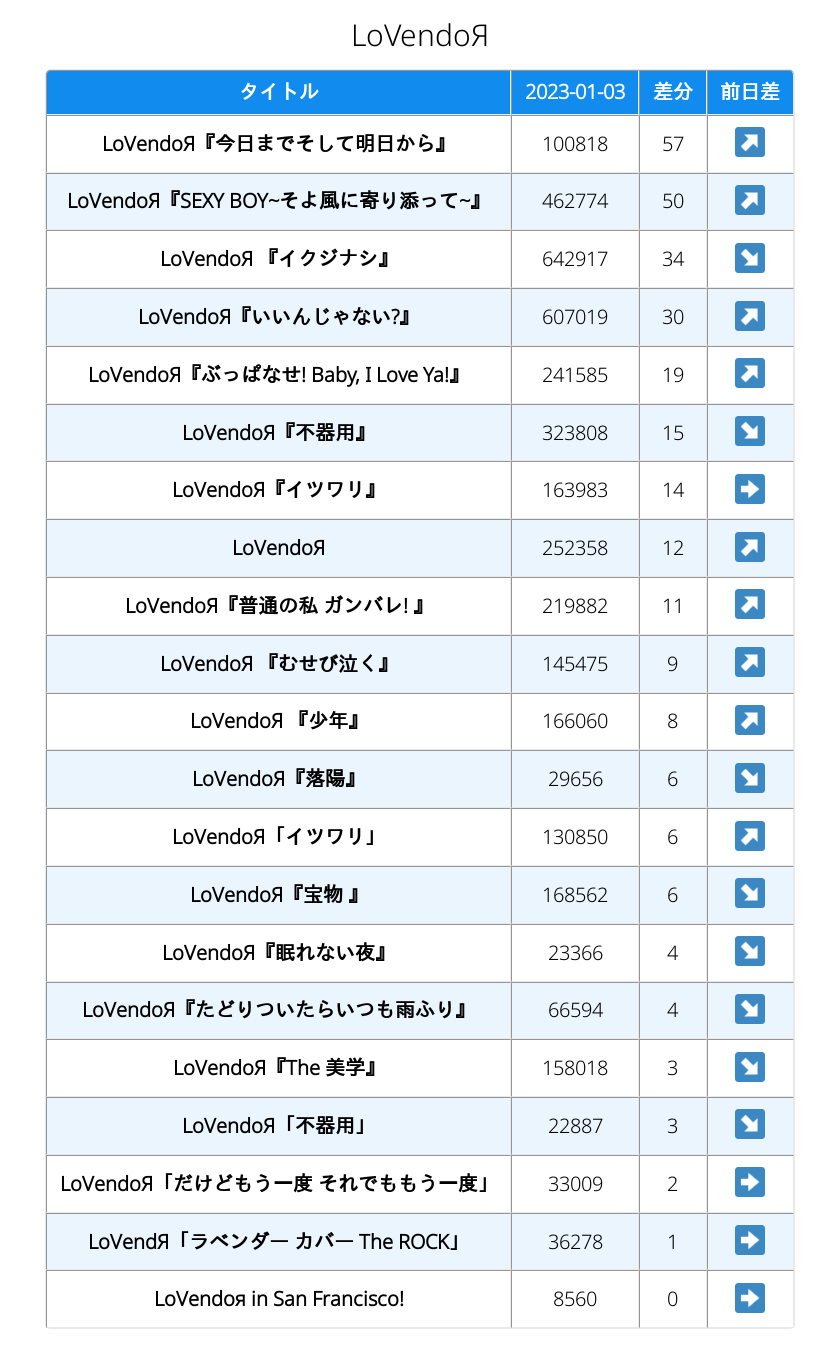 LoVendoЯ
タイトル 2023-01-03 差分 前日差
LoVendoЯ『今日までそして明日から』 100818 57 ↗
LoVendoЯ『SEXY BOY~そよ風に寄り添って~』 462774 50 ↗
LoVendoЯ 『イクジナシ』 642917 34 ↘
LoVendoЯ『いいんじゃない?』 607019 30 ↗
LoVendoЯ『ぶっぱなせ! Baby, I Love Ya!』 241585 19 ↗
LoVendoЯ『不器用』 323808 15 ↘
LoVendoЯ『イツワリ』 163983 14 ➡
LoVendoЯ 252358 12 ↗
LoVendoЯ『普通の私 ガンバレ! 』 219882 11 ↗
LoVendoЯ 『むせび泣く』 145475 9 ↗
LoVendoЯ 『少年』 166060 8 ↗
LoVendoЯ『落陽』 29656 6 ↘
LoVendoЯ「イツワリ」 130850 6 ↗
LoVendoЯ『宝物 』 168562 6 ↘
LoVendoЯ『眠れない夜』 23366 4 ↘
LoVendoЯ『たどりついたらいつも雨ふり』 66594 4 ↘
LoVendoЯ『The 美学』 158018 3 ↘
LoVendoЯ「不器用」 22887 3 ↘
LoVendoЯ「だけどもう一度 それでももう一度」 33009 2 ➡
LoVendЯ「ラベンダー カバー The ROCK」 36278 1 ➡
LoVendoя in San Francisco! 8560 0 ➡